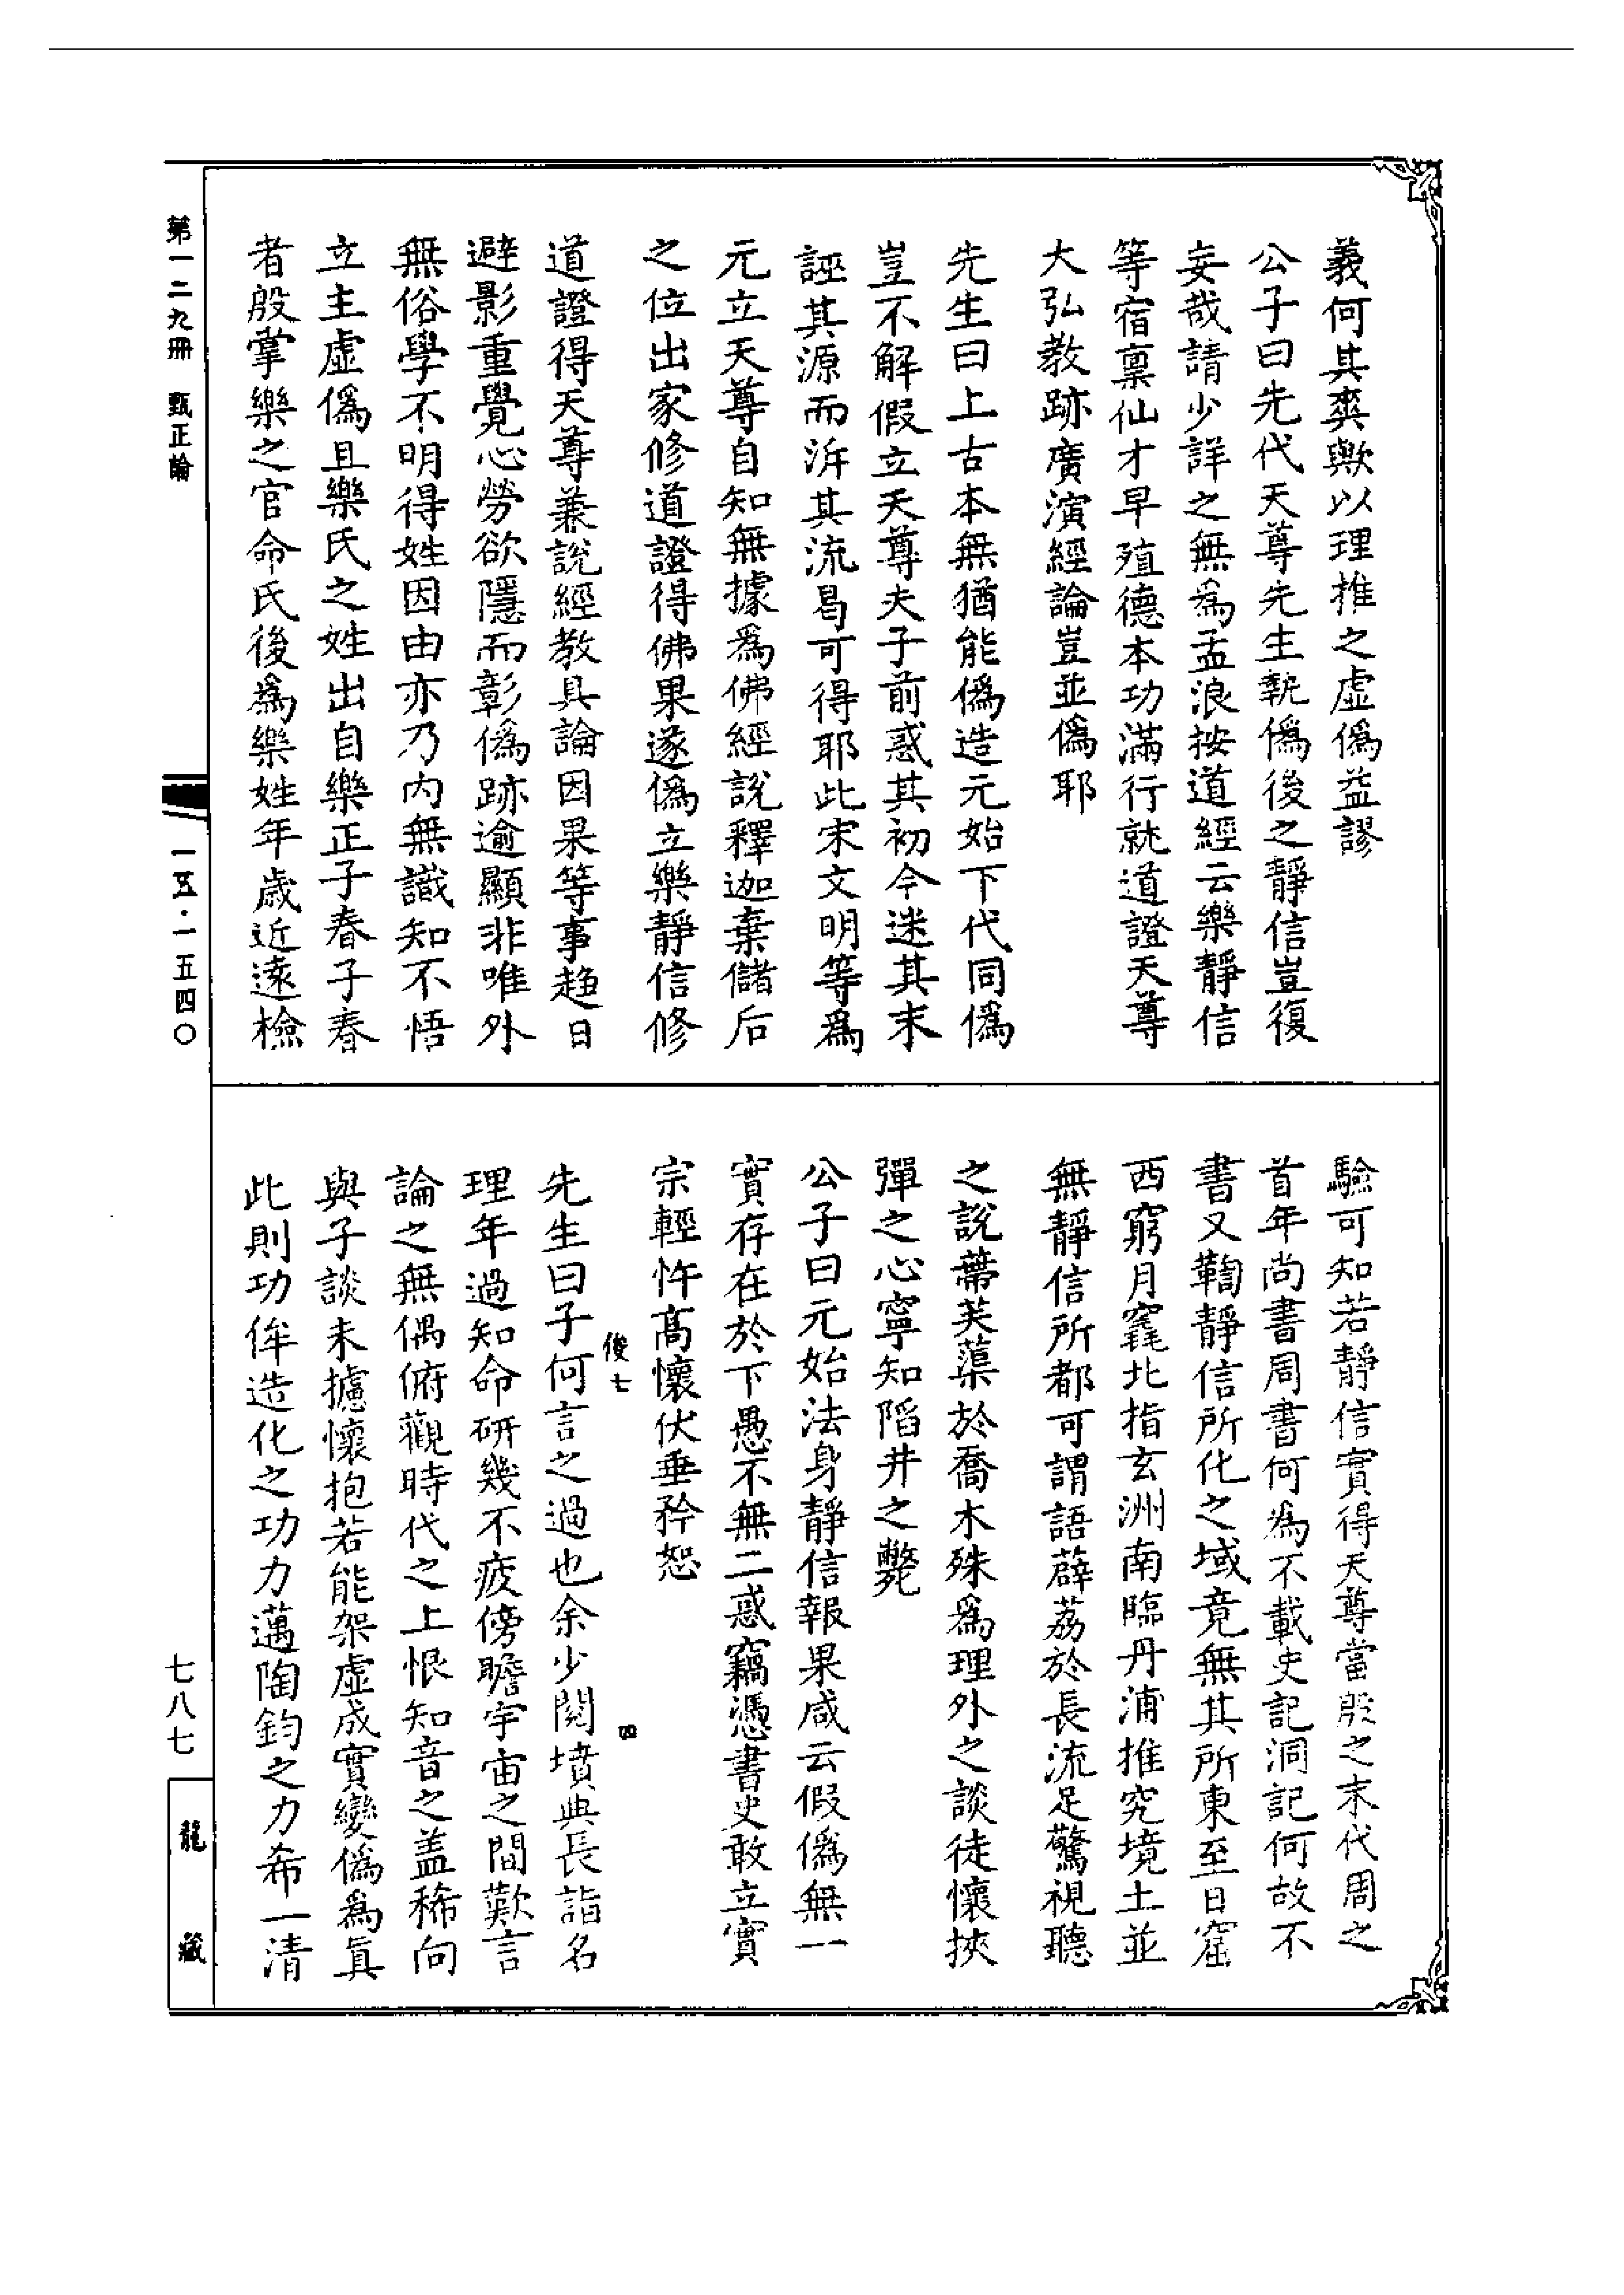 義何其爽歟以理推之虛僞益謬
公子曰先代天尊先生執僞後之靜信豈復
妄哉請少詳之無爲孟浪按道經云樂靜信
等宿稟仙才早殖德本功滿行就道證天尊
大弘教跡廣演經論豈並僞耶
先生曰上古本無猶能僞造元始下代同僞
豈不解假立天尊夫子前惑其初今迷其末
誣其源而泝其流曷可得耶此宋文明等爲
元立天尊自知無據爲佛經說釋迦棄儲后
之位出家修道證得佛果遂僞立樂靜信修
道證得天尊兼說經教具論因果等事趋日
避影重覺心勞欲隱而彰僞跡逾顯非唯外
無俗學不明得姓因由亦乃内無識知不悟
立主虛僞且樂氏之姓出自樂正子春子春
者殷掌樂之官命氏後爲樂姓年歲近遠檢
驗可知若靜信實得天尊當殷之末代周之
首年尚書周書何爲不載史記洞記何故不
書又鞫靜信所化之域竟無其所東至日窟
西窮月竁北指玄洲南臨丹浦推究境土並
無靜信所都可謂語薜荔於長流足驚視聽
之說蔕芙蕖於喬木殊爲理外之談徒懷挾
彈之心寧知陷井之斃
公子曰元始法身靜信報果咸云假僞無一
實存在於下愚不無二惑竊憑書史敢立實
宗輕忤高懷伏垂矜恕
後七
四
先生曰子何言之過也余少閱墳典長詣名
理年過知命研幾不疲傍瞻宇宙之間歎言
論之無偶俯觀時代之上恨知音之盖稀向
與子談未攄懷抱若能架虛成實變僞爲眞
此則功侔造化之功力邁陶鈞之力希一清
第一二九冊
甄正論
一五·一五四〇
七八七
龍藏